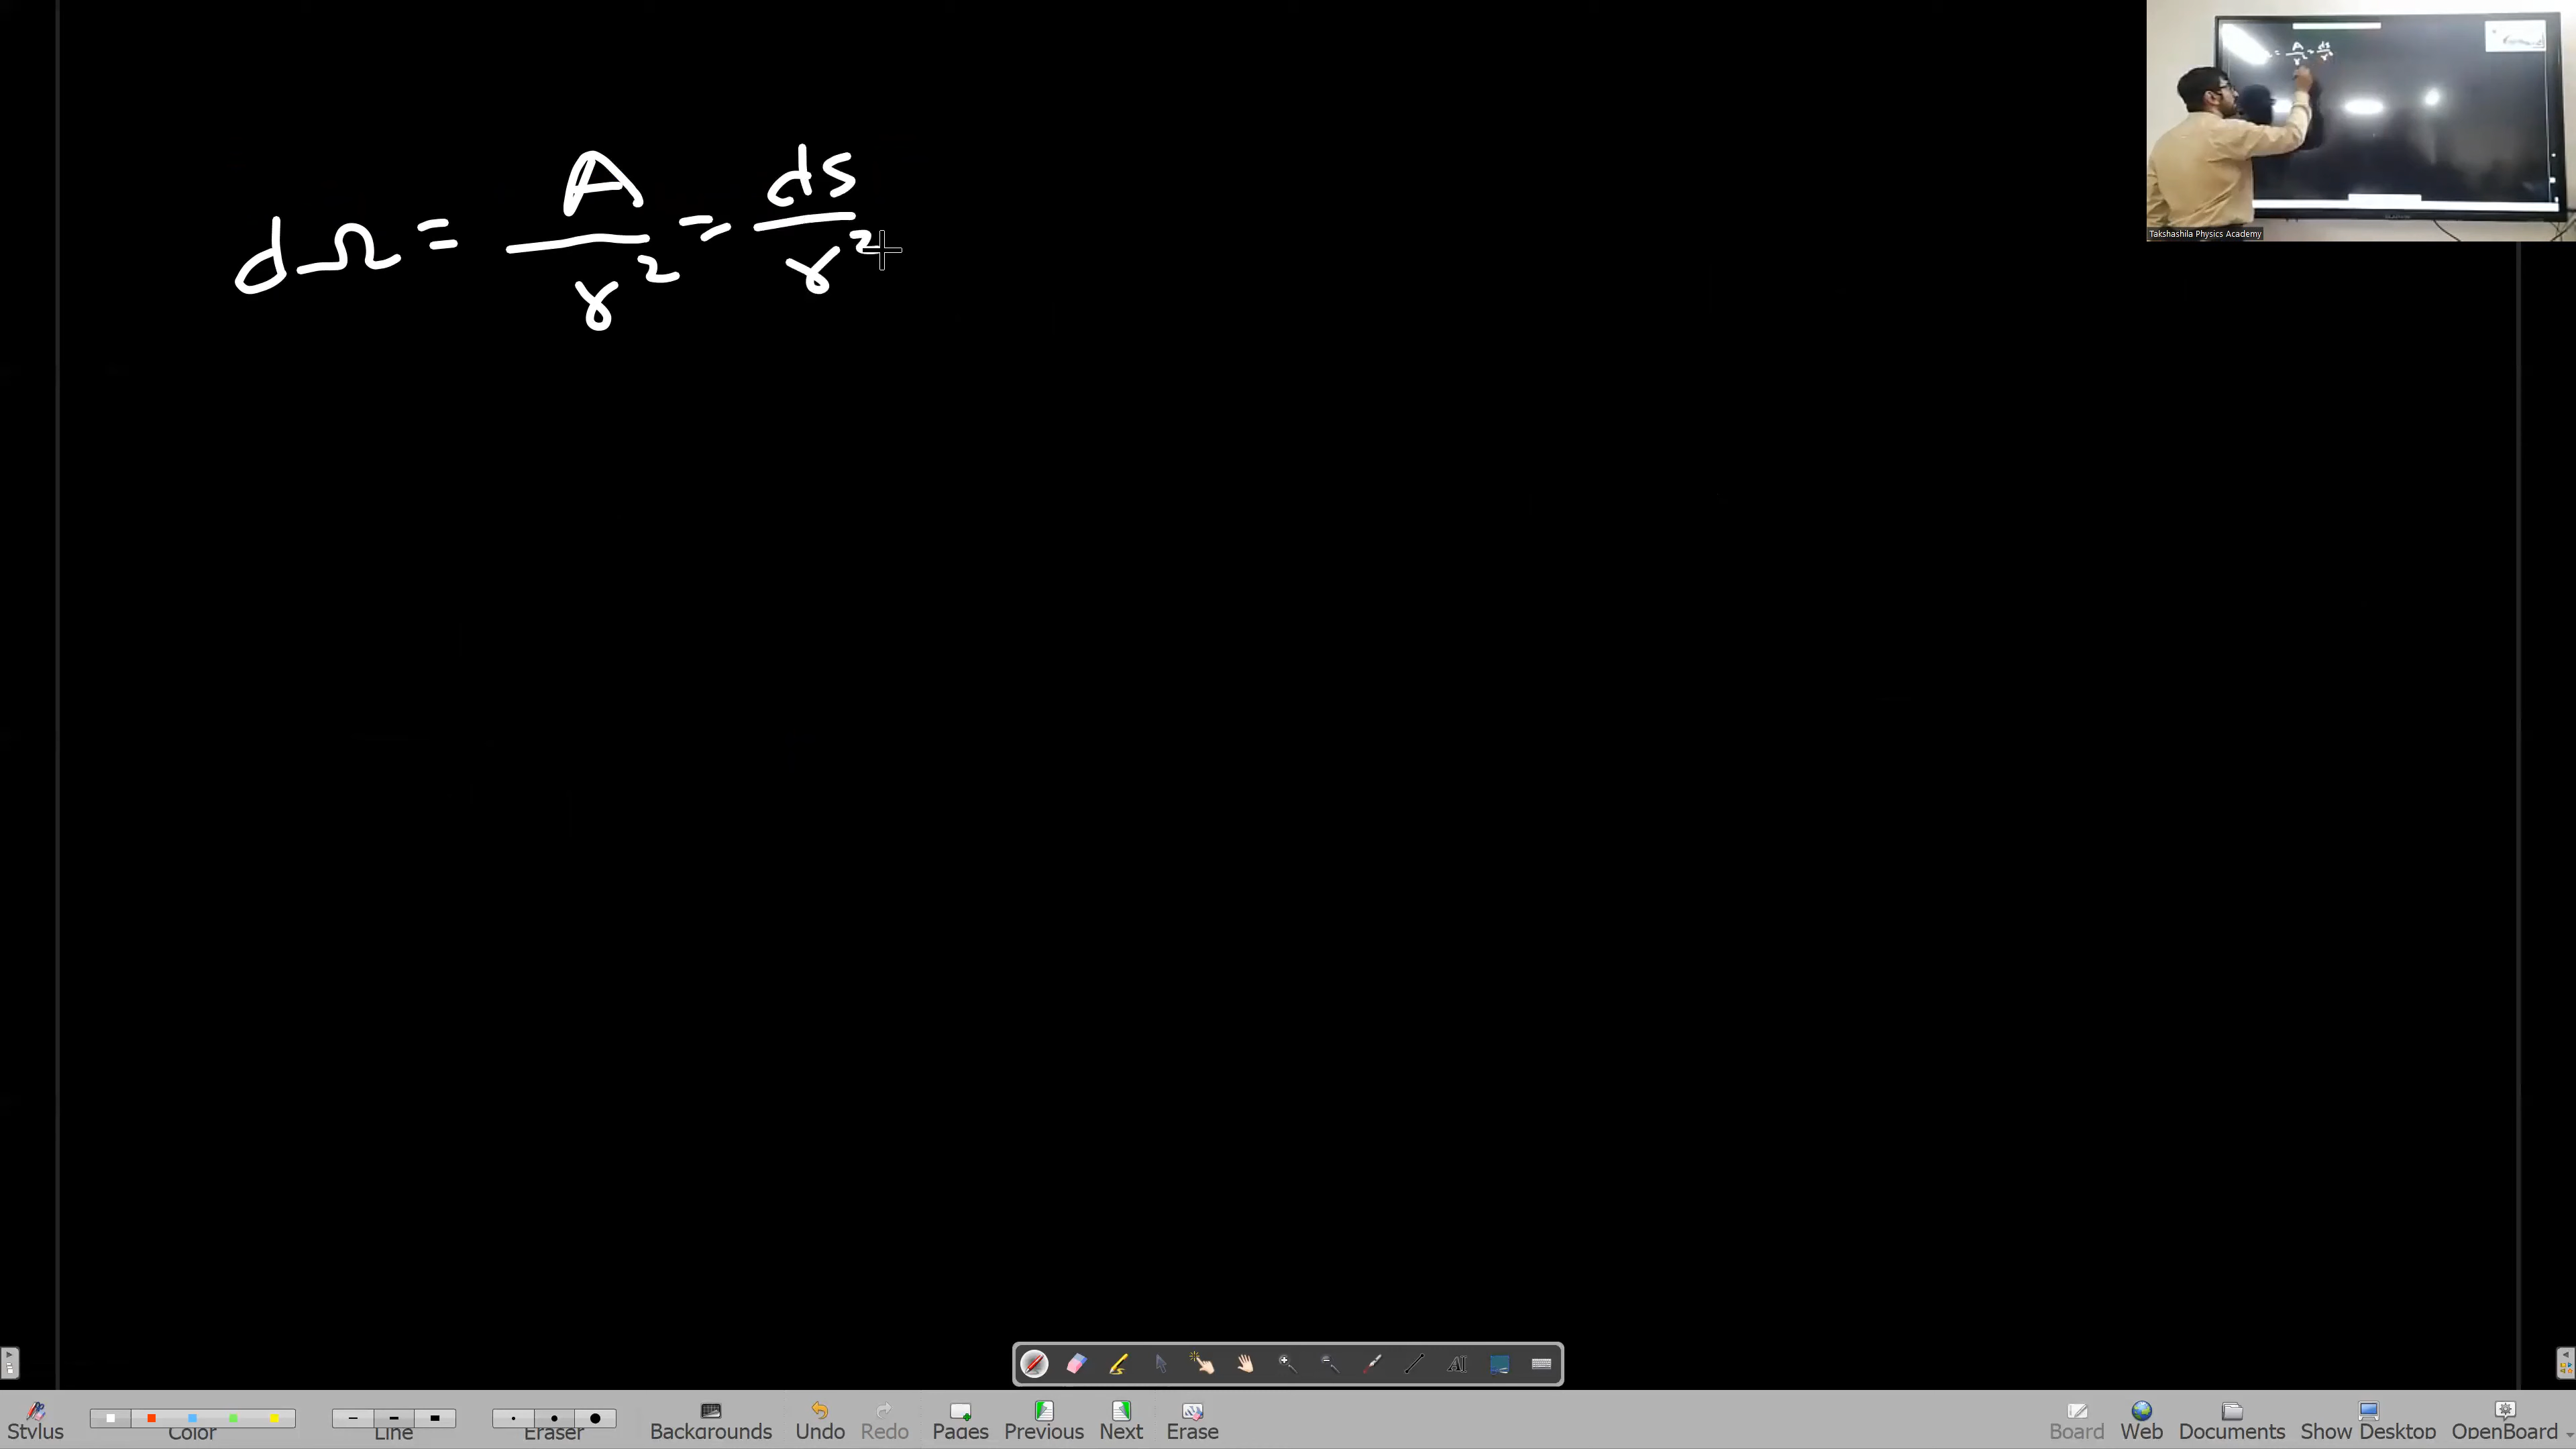 dΩ = A/r² = ds/r²
Takshashila Physics Academy
Stylus Color Line Eraser Backgrounds Undo Redo Pages Previous Next Erase Board Web Documents Show Desktop OpenBoard